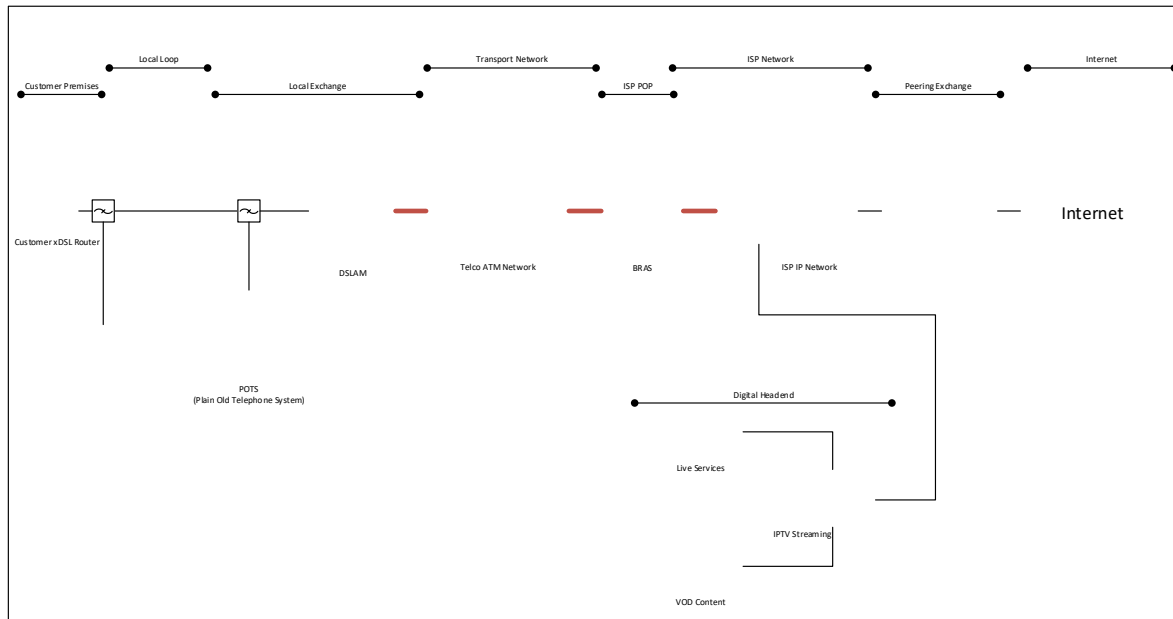 Local Loop
Transport Network
ISP Network
Internet
Customer Premises
Local Exchange
ISP POP
Peering Exchange
Internet
Customer xDSL Router
DSLAM
Telco ATM Network
BRAS
ISP IP Network
POTS
(Plain Old Telephone System)
Digital Headend
Live Services
IPTV Streaming
VOD Content